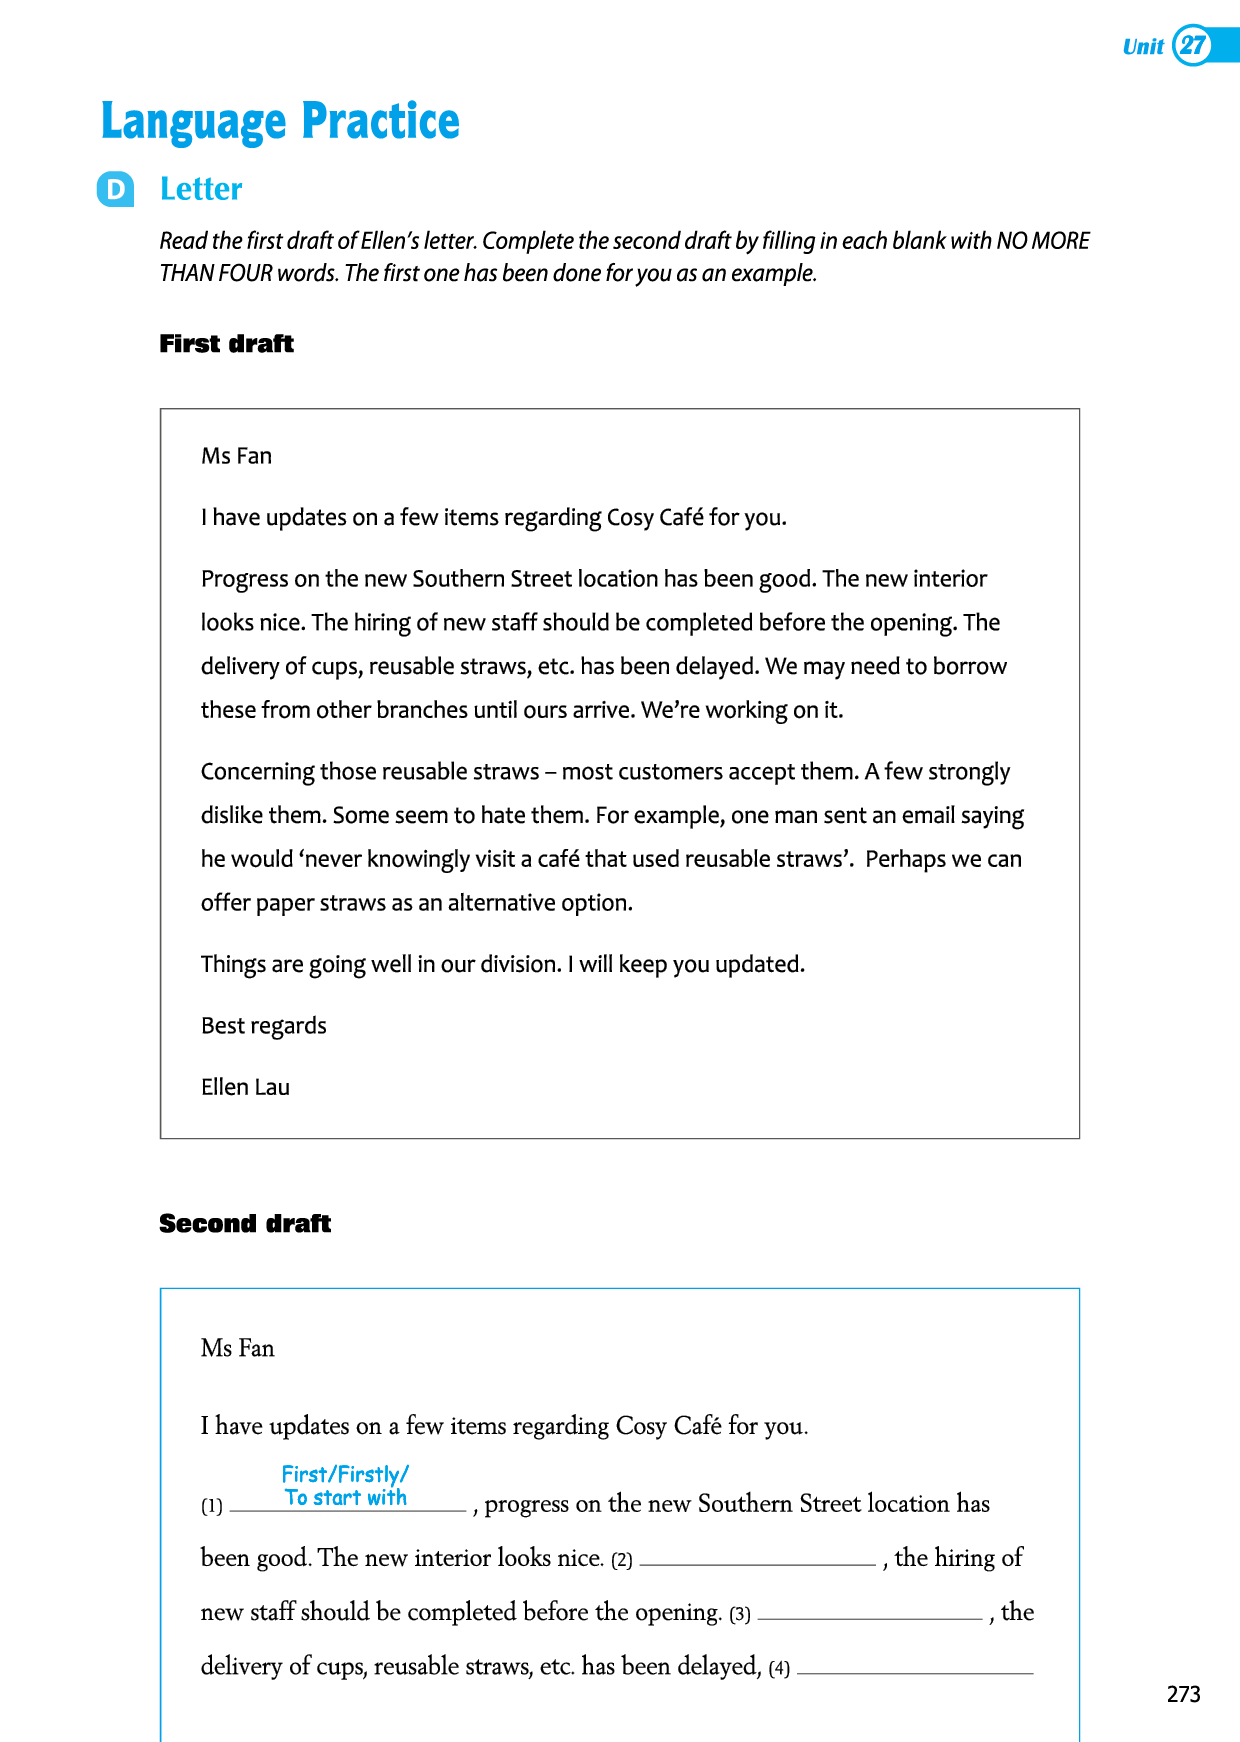 Unit 27
Language Practice
D Letter
Read the first draft of Ellen’s letter. Complete the second draft by filling in each blank with NO MORE
THAN FOUR words. The first one has been done for you as an example.
First draft
Ms Fan
I have updates on a few items regarding Cosy Café for you.
Progress on the new Southern Street location has been good. The new interior
looks nice. The hiring of new staff should be completed before the opening. The
delivery of cups, reusable straws, etc. has been delayed. We may need to borrow
these from other branches until ours arrive. We’re working on it.
Concerning those reusable straws – most customers accept them. A few strongly
dislike them. Some seem to hate them. For example, one man sent an email saying
he would ‘never knowingly visit a café that used reusable straws’. Perhaps we can
offer paper straws as an alternative option.
Things are going well in our division. I will keep you updated.
Best regards
Ellen Lau
Second draft
Ms Fan
I have updates on a few items regarding Cosy Café for you.
First/Firstly/
(1) To start with , progress on the new Southern Street location has
been good. The new interior looks nice. (2) ____________ , the hiring of
new staff should be completed before the opening. (3) ____________ , the
delivery of cups, reusable straws, etc. has been delayed, (4) ____________
273